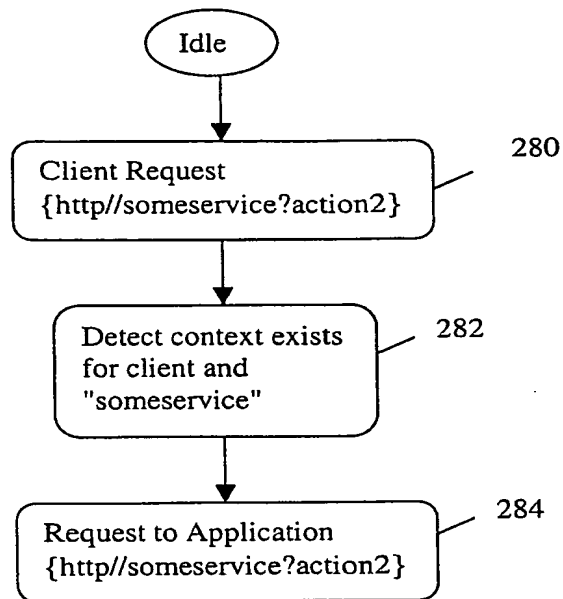 Idle
280
Client Request
{http//someservice?action2}
282
Detect context exists
for client and
"someservice"
284
Request to Application
{http//someservice?action2}